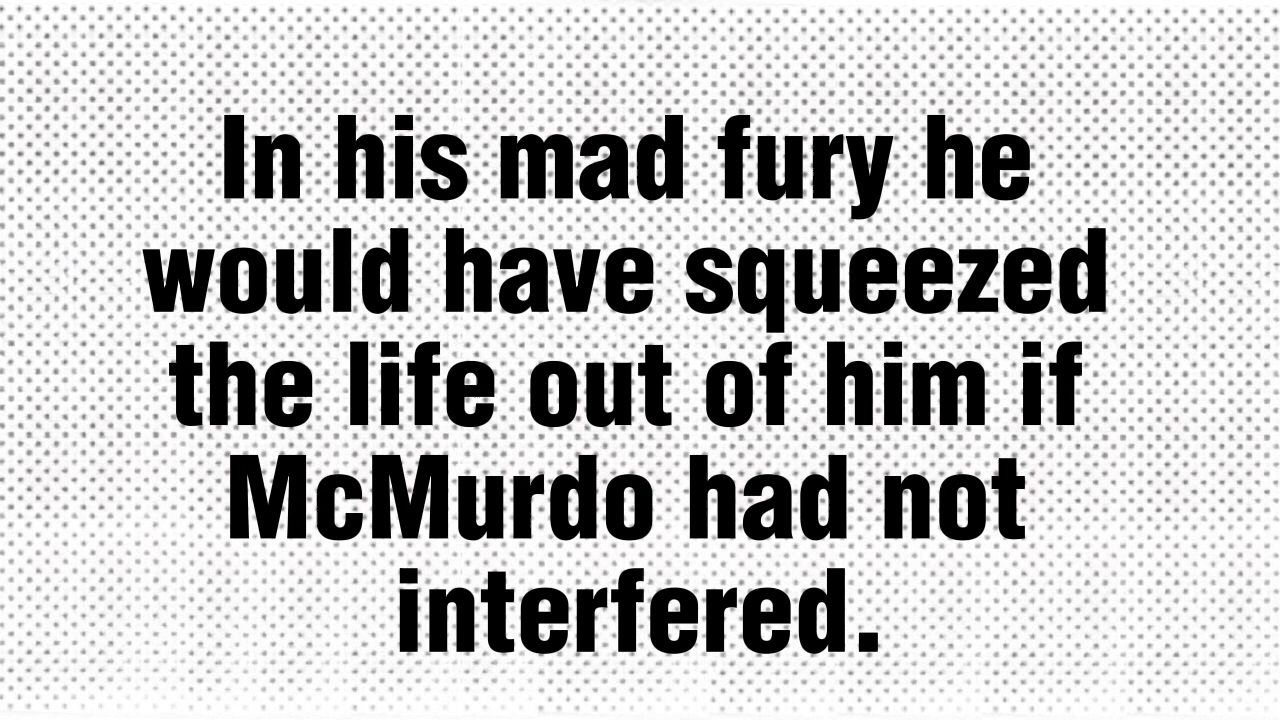 In his mad fury he
would have squeezed
the life out of him if
McMurdo had not
interfered.